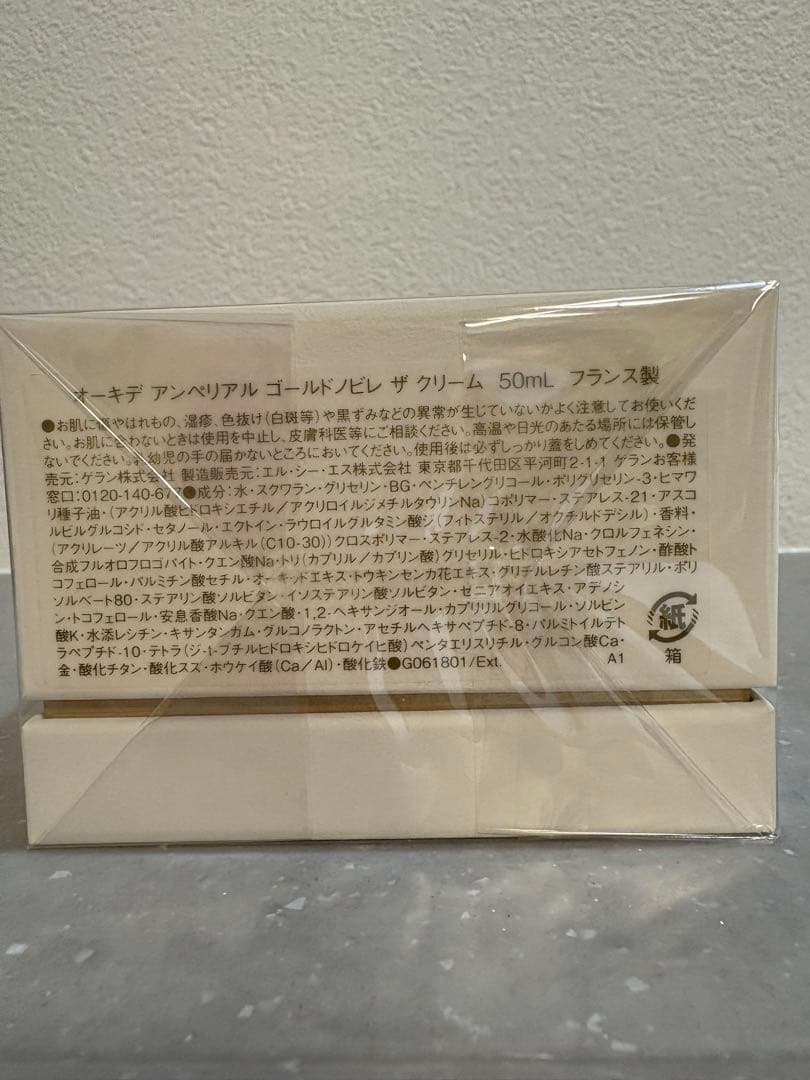 オーキデ アンペリアル ゴールドノビレ ザ クリーム 50mL フランス製
●お肌に傷やはれもの、湿疹、色抜け(白斑等)や黒ずみなどの異常が生じていないかよく注意してお使いくだ
さい。お肌に合わないときは使用を中止し、皮膚科医等にご相談ください。高温や日光のあたる場所には保管し
ないでください。乳幼児の手の届かないところにおいてください。使用後は必ずしっかり蓋をしめてください。●発
売元:ゲラン株式会社 製造販売元:エル・シー・エス株式会社 東京都千代田区平河町2-1-1 ゲランお客様
窓口:0120-140-677●成分:水・スクワラン・グリセリン・BG・ペンチレングリコール・ポリグリセリン-3・ヒマワ
リ種子油・(アクリル酸ヒドロキシエチル/アクリロイルジメチルタウリンNa)コポリマー・ステアレス-21・アスコ
ルビルグルコシド・セタノール・エクトイン・ラウロイルグルタミン酸ジ(フィトステリル/オクチルドデシル)・香料・
(アクリレーツ/アクリル酸アルキル(C10-30))クロスポリマー・ステアレス-2・水酸化Na・クロルフェネシン・
合成フルオロフロゴパイト・クエン酸Na・トリ(カプリル/カプリン酸)グリセリル・ヒドロキシアセトフェノン・酢酸ト
コフェロール・パルミチン酸セチル・オーキッドエキス・トウキンセンカ花エキス・グリチルレチン酸ステアリル・ポリ
ソルベート80・ステアリン酸ソルビタン・イソステアリン酸ソルビタン・ゼニアオイエキス・アデノシ
ン・トコフェロール・安息香酸Na・クエン酸・1,2-ヘキサンジオール・カプリリルグリコール・ソルビン
酸K・水添レシチン・キサンタンガム・グルコノラクトン・アセチルヘキサペプチド-8・パルミトイルテト
ラペプチド-10・テトラ(ジ-t-ブチルヒドロキシヒドロケイヒ酸)ペンタエリスリチル・グルコン酸Ca・
金・酸化チタン・酸化スズ・ホウケイ酸(Ca/Al)・酸化鉄●G061801/Ext.
A1
紙
箱